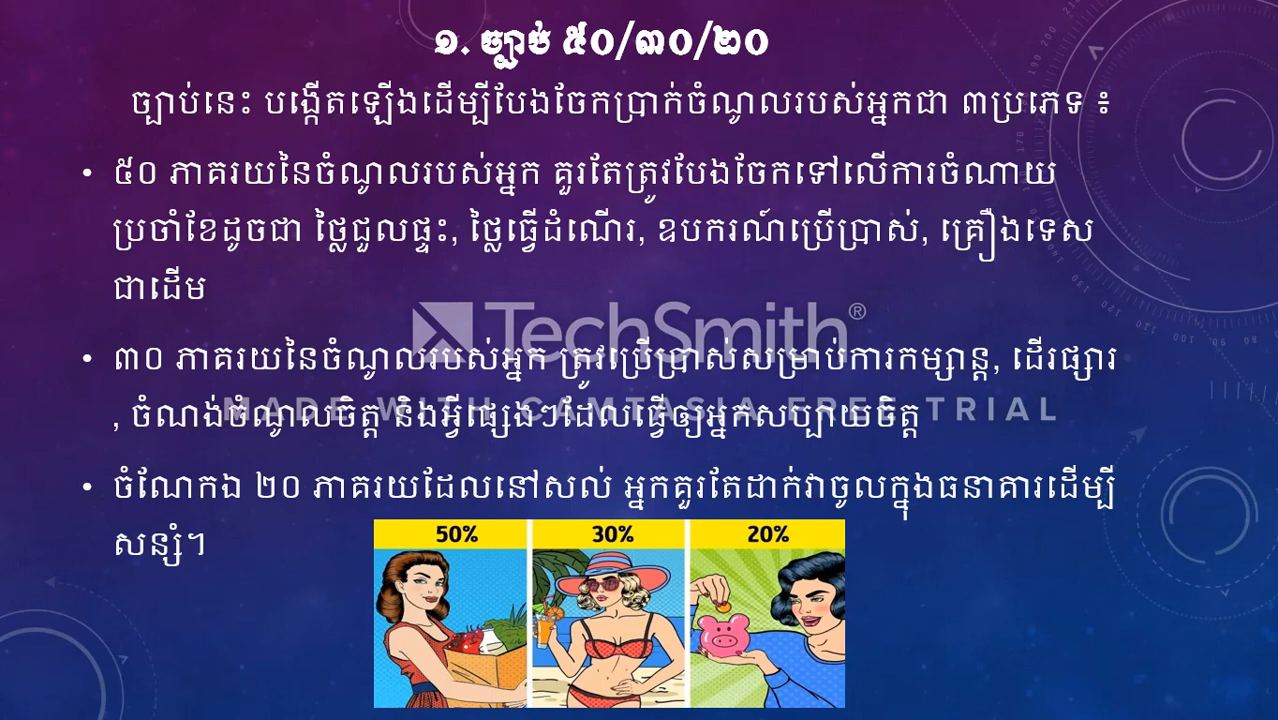 ១. ច្បាប់ ៥០/៣០/២០
ច្បាប់នេះ បង្កើតឡើងដើម្បីបែងចែកប្រាក់ចំណូលរបស់អ្នកជា ៣ប្រភេទ ៖
• ៥០ ភាគរយនៃចំណូលរបស់អ្នក គួរតែត្រូវបែងចែកទៅលើការចំណាយ
ប្រចាំខែដូចជា ថ្លៃជួលផ្ទះ, ថ្លៃធ្វើដំណើរ, ឧបករណ៍ប្រើប្រាស់, គ្រឿងទេស
ជាដើម
TechSmith®
• ៣០ ភាគរយនៃចំណូលរបស់អ្នក ត្រូវប្រើប្រាស់សម្រាប់ការកម្សាន្ត, ដើរផ្សារ
, ចំណង់ចំណូលចិត្ត និងអ្វីផ្សេងៗដែលធ្វើឲ្យអ្នកសប្បាយចិត្ត
MADE WITH CAMTASIA FREE TRIAL
• ចំណែកឯ ២០ ភាគរយដែលនៅសល់ អ្នកគួរតែដាក់វាចូលក្នុងធនាគារដើម្បី
សន្សំ។
50% 30% 20%